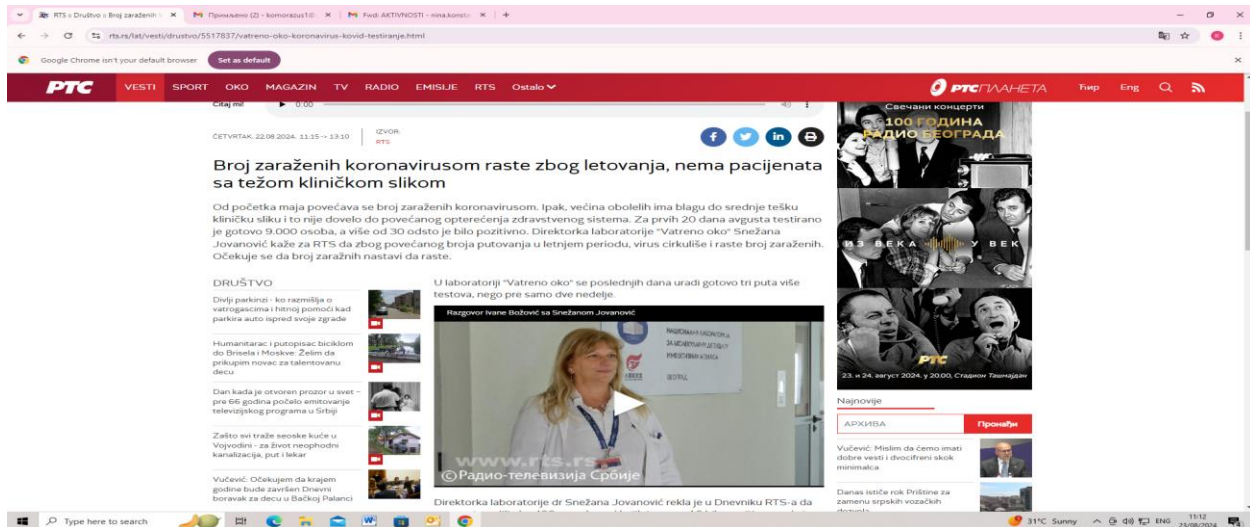 RTS :: Društvo :: Broj zaraženih
Примљено (2) - komorazus1@
Fwd: AKTIVNOSTI - nina.konsta
rts.rs/lat/vesti/drustvo/5517837/vatreno-oko-koronavirus-kovid-testiranje.html
Google Chrome isn't your default browser Set as default
РТС VESTI SPORT OKO MAGAZIN TV RADIO EMISIJE RTS Ostalo РТСПЛАНЕТА Ћир Eng
Čitaj mi! 0:00
ČETVRTAK, 22.08.2024, 11:15 -> 13:10
IZVOR:
RTS
Broj zaraženih koronavirusom raste zbog letovanja, nema pacijenata
sa težom kliničkom slikom
Od početka maja povećava se broj zaraženih koronavirusom. Ipak, većina obolelih ima blagu do srednje tešku
kliničku sliku i to nije dovelo do povećanog opterećenja zdravstvenog sistema. Za prvih 20 dana avgusta testirano
je gotovo 9.000 osoba, a više od 30 odsto je bilo pozitivno. Direktorka laboratorije "Vatreno oko" Snežana
Jovanović kaže za RTS da zbog povećanog broja putovanja u letnjem periodu, virus cirkuliše i raste broj zaraženih.
Očekuje se da broj zaražnih nastavi da raste.
DRUŠTVO
Divlji parkinzi - ko razmišlja o
vatrogascima i hitnoj pomoći kad
parkira auto ispred svoje zgrade
Humanitarac i putopisac biciklom
do Brisela i Moskve: Želim da
prikupim novac za talentovanu
decu
Dan kada je otvoren prozor u svet –
pre 66 godina počelo emitovanje
televizijskog programa u Srbiji
Zašto svi traže seoske kuće u
Vojvodini - za život neophodni
kanalizacija, put i lekar
Vučević: Očekujem da krajem
godine bude završen Dnevni
boravak za decu u Bačkoj Palanci
U laboratoriji "Vatreno oko" se poslednjih dana uradi gotovo tri puta više
testova, nego pre samo dve nedelje.
Razgovor Ivane Božović sa Snežanom Jovanović
НАЦИОНАЛНА ЛАБОРАТОРИЈА
БЕОГРАД
www.rts.rs
©Радио-телевизија Србије
Direktorka laboratorije dr Snežana Jovanović rekla je u Dnevniku RTS-a da
Свечани концерти
100 ГОДИНА
РАДИО БЕОГРАДА
ИЗ ВЕКА У ВЕК
РТС
23. и 24. август 2024. у 20.00, Стадион Ташмајдан
Najnovije
АРХИВА Пронађи
Vučević: Mislim da ćemo imati
dobre vesti i dvocifreni skok
minimalca
Danas ističe rok Prištine za
zamenu srpskih vozačkih
dozvola
Type here to search
31°C Sunny ENG 11:12
23/08/2024